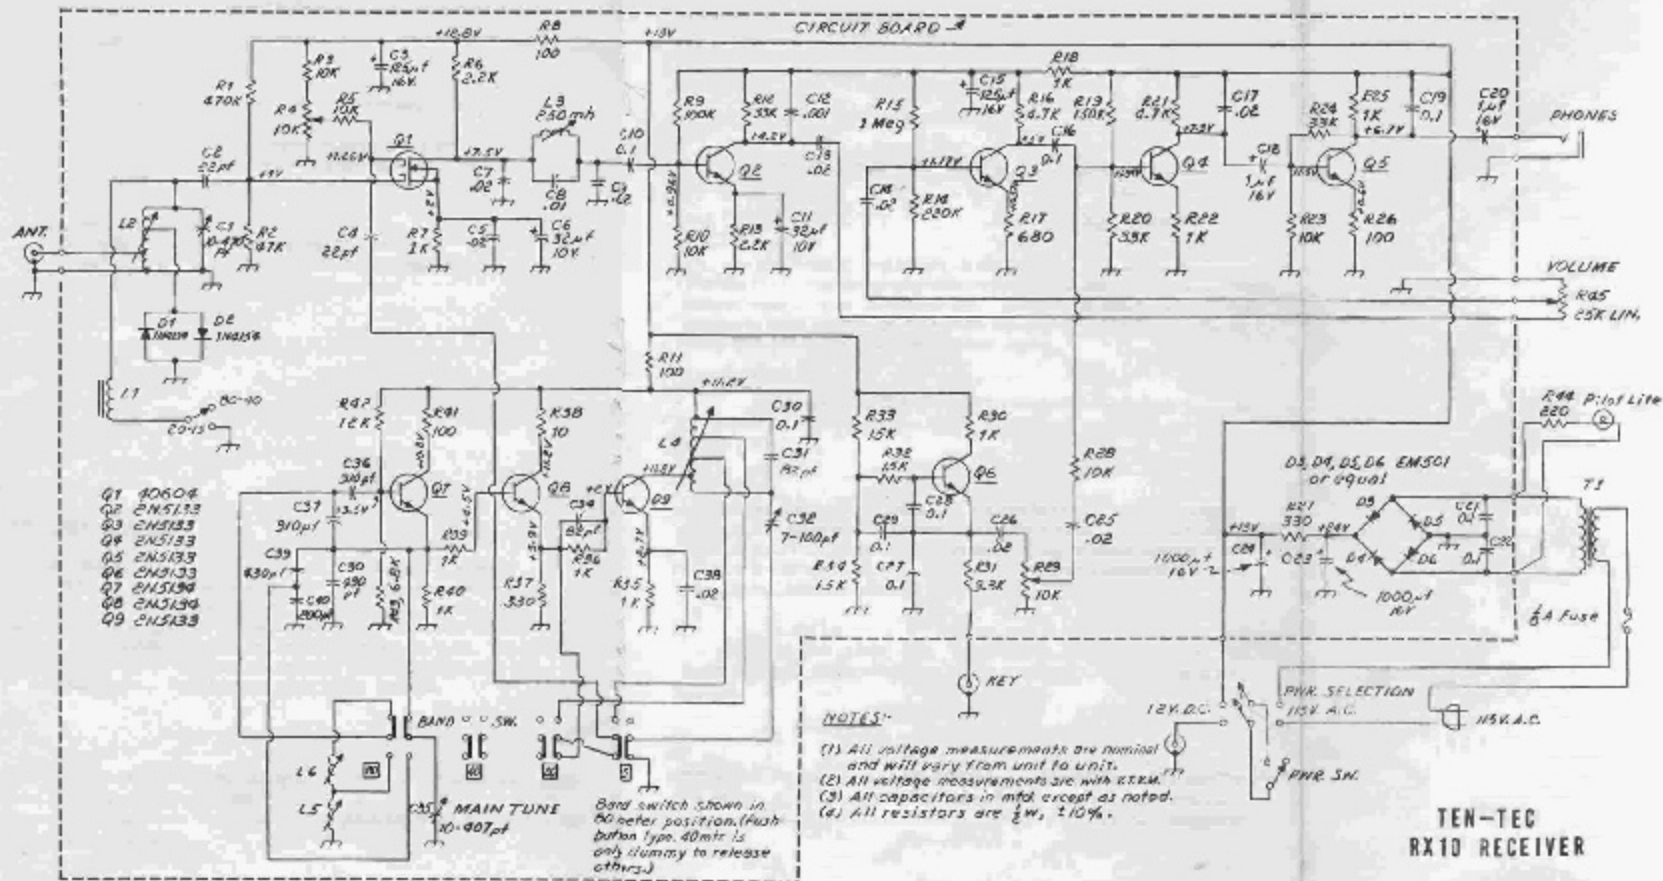 CIRCUIT BOARD
+12.8V
R8
100
+13V
R3
10K
C3
125µf
16V
R6
2.2K
R1
470K
R4
10K
R5
10K
L3
250mh
C10
0.1
Q1
+7.5V
C2
22pf
C7
.02
C8
.01
R9
100K
R12
33K
C12
.001
+4.2V
C13
.02
Q2
+0.96V
R10
10K
R13
2.2K
C11
32µf
10V
R15
1 Meg
C15
125µf
16V
R18
1K
R16
4.7K
R19
150K
R21
4.7K
C17
.02
C16
0.1
Q3
C14
.02
R14
220K
R17
680
Q4
R20
33K
R22
1K
C18
1µf
16V
R24
33K
R25
1K
+6.7V
C19
0.1
C20
1µf
16V
Q5
R23
10K
R26
100
PHONES
ANT.
L2
C1
R2
47K
C4
22pf
R7
1K
+2V
C5
.02
C6
32µf
10V
D1
D2
1N4154
L1
80-40
20-15
VOLUME
R45
25K LIN.
R11
100
+11.2V
R42
12K
R41
100
R38
10
L4
C30
0.1
C31
82pf
C32
7-100pf
C36
910pf
C37
910pf
Q7
Q8
Q9
C34
82pf
R39
1K
R36
1K
C39
430pf
R40
1K
R37
330
R35
1K
C38
.02
R33
15K
R30
1K
R32
15K
Q6
C28
0.1
C29
0.1
C26
.02
R34
1.5K
C27
0.1
R31
3.3K
R29
10K
R28
10K
C25
.02
KEY
Q1 40604
Q2 2N5133
Q3 2N5133
Q4 2N5133
Q5 2N5133
Q6 2N5133
Q7 2N5134
Q8 2N5134
Q9 2N5133
R44
220
Pilot Lite
D3, D4, D5, D6 EM501
or equal
T1
D3
D5
D4
D6
+13V
R27
330
+24V
C24
1000µf
16V
C23
1000µf
16V
C21
0.1
C22
0.1
½A Fuse
PWR. SELECTION
12V. D.C.
115V. A.C.
115V. A.C.
PWR. SW.
BAND SW.
L6
L5
C35
MAIN TUNE
10-407pf
Band switch shown in
80 meter position. (Push
button type. 40mtr is
only dummy to release
others.)
NOTES:-
(1) All voltage measurements are nominal
and will vary from unit to unit.
(2) All voltage measurements are with V.T.V.M.
(3) All capacitors in mfd. except as noted.
(4) All resistors are ½W, ±10%.
TEN-TEC
RX10 RECEIVER